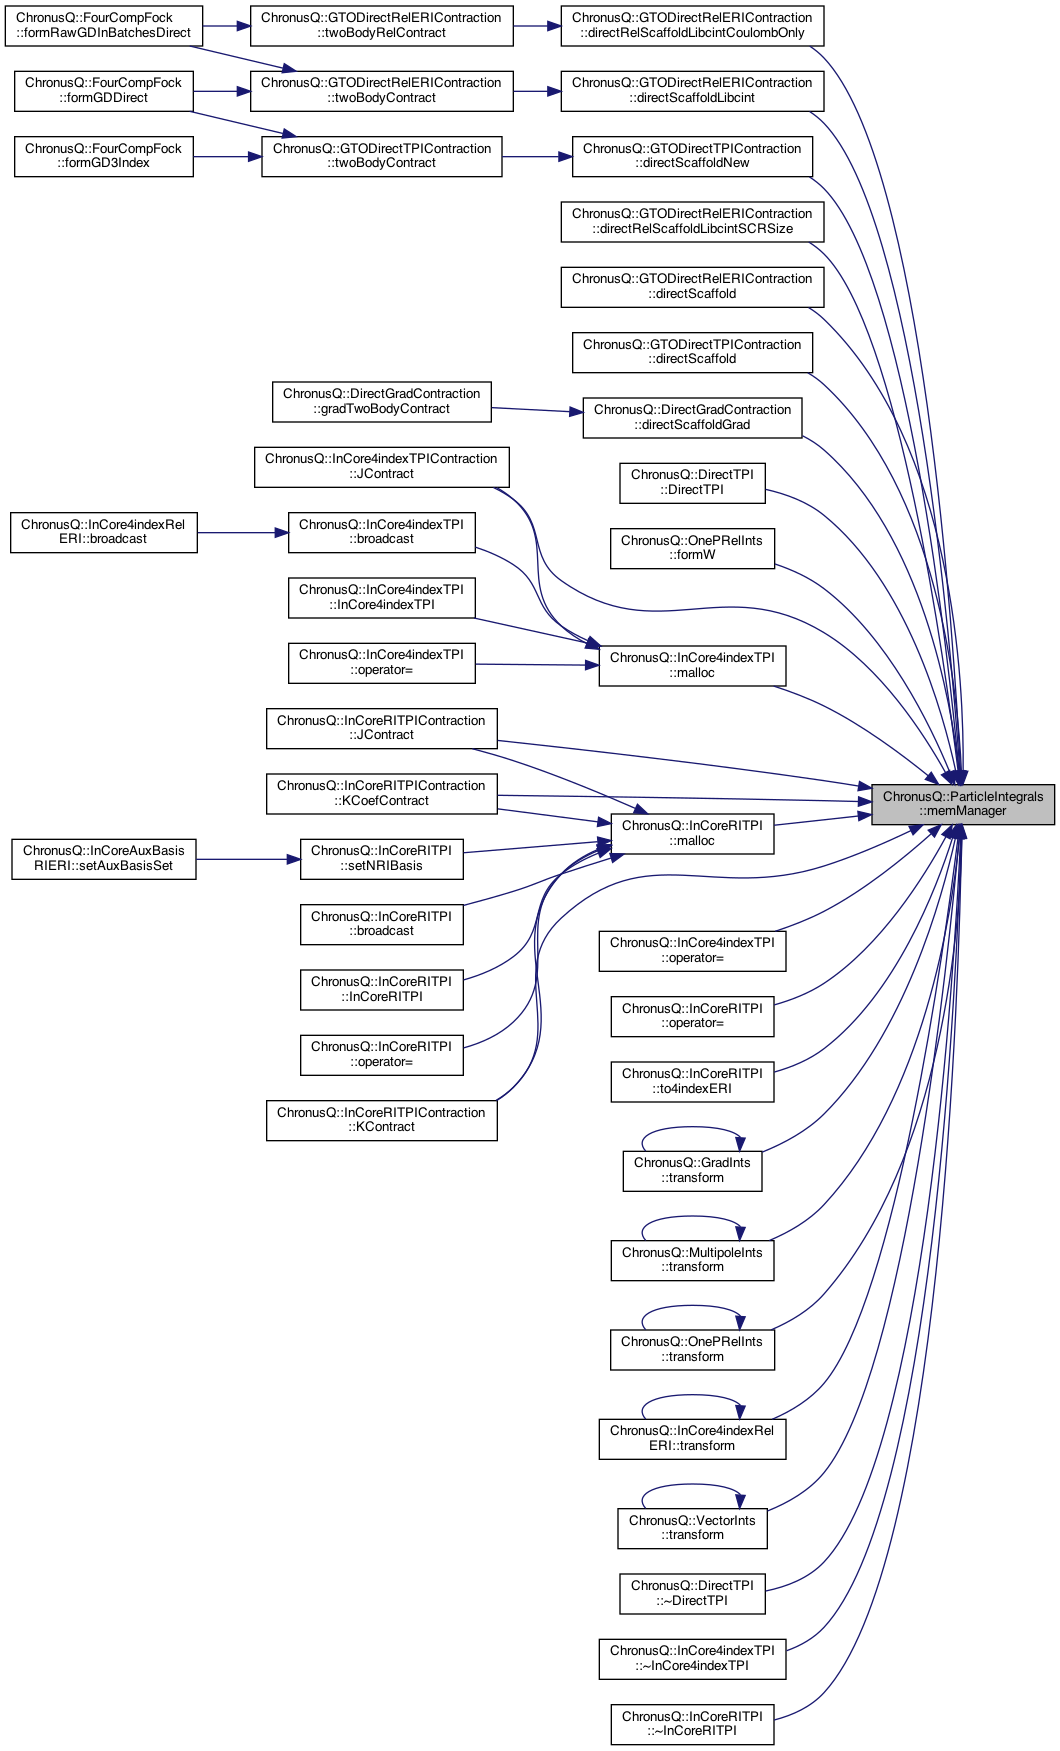 ChronusQ::FourCompFock
::formRawGDInBatchesDirect
ChronusQ::GTODirectRelERIContraction
::twoBodyRelContract
ChronusQ::GTODirectRelERIContraction
::directRelScaffoldLibcintCoulombOnly
ChronusQ::FourCompFock
::formGDDirect
ChronusQ::GTODirectRelERIContraction
::twoBodyContract
ChronusQ::GTODirectRelERIContraction
::directScaffoldLibcint
ChronusQ::FourCompFock
::formGD3Index
ChronusQ::GTODirectTPIContraction
::twoBodyContract
ChronusQ::GTODirectTPIContraction
::directScaffoldNew
ChronusQ::GTODirectRelERIContraction
::directRelScaffoldLibcintSCRSize
ChronusQ::GTODirectRelERIContraction
::directScaffold
ChronusQ::GTODirectTPIContraction
::directScaffold
ChronusQ::DirectGradContraction
::gradTwoBodyContract
ChronusQ::DirectGradContraction
::directScaffoldGrad
ChronusQ::InCore4indexTPIContraction
::JContract
ChronusQ::DirectTPI
::DirectTPI
ChronusQ::InCore4indexRel
ERI::broadcast
ChronusQ::InCore4indexTPI
::broadcast
ChronusQ::OnePRelInts
::formW
ChronusQ::InCore4indexTPI
::InCore4indexTPI
ChronusQ::InCore4indexTPI
::operator=
ChronusQ::InCore4indexTPI
::malloc
ChronusQ::InCoreRITPIContraction
::JContract
ChronusQ::InCoreRITPIContraction
::KCoefContract
ChronusQ::ParticleIntegrals
::memManager
ChronusQ::InCoreRITPI
::malloc
ChronusQ::InCoreAuxBasis
RIERI::setAuxBasisSet
ChronusQ::InCoreRITPI
::setNRIBasis
ChronusQ::InCoreRITPI
::broadcast
ChronusQ::InCore4indexTPI
::operator=
ChronusQ::InCoreRITPI
::InCoreRITPI
ChronusQ::InCoreRITPI
::operator=
ChronusQ::InCoreRITPI
::operator=
ChronusQ::InCoreRITPI
::to4indexERI
ChronusQ::InCoreRITPIContraction
::KContract
ChronusQ::GradInts
::transform
ChronusQ::MultipoleInts
::transform
ChronusQ::OnePRelInts
::transform
ChronusQ::InCore4indexRel
ERI::transform
ChronusQ::VectorInts
::transform
ChronusQ::DirectTPI
::~DirectTPI
ChronusQ::InCore4indexTPI
::~InCore4indexTPI
ChronusQ::InCoreRITPI
::~InCoreRITPI